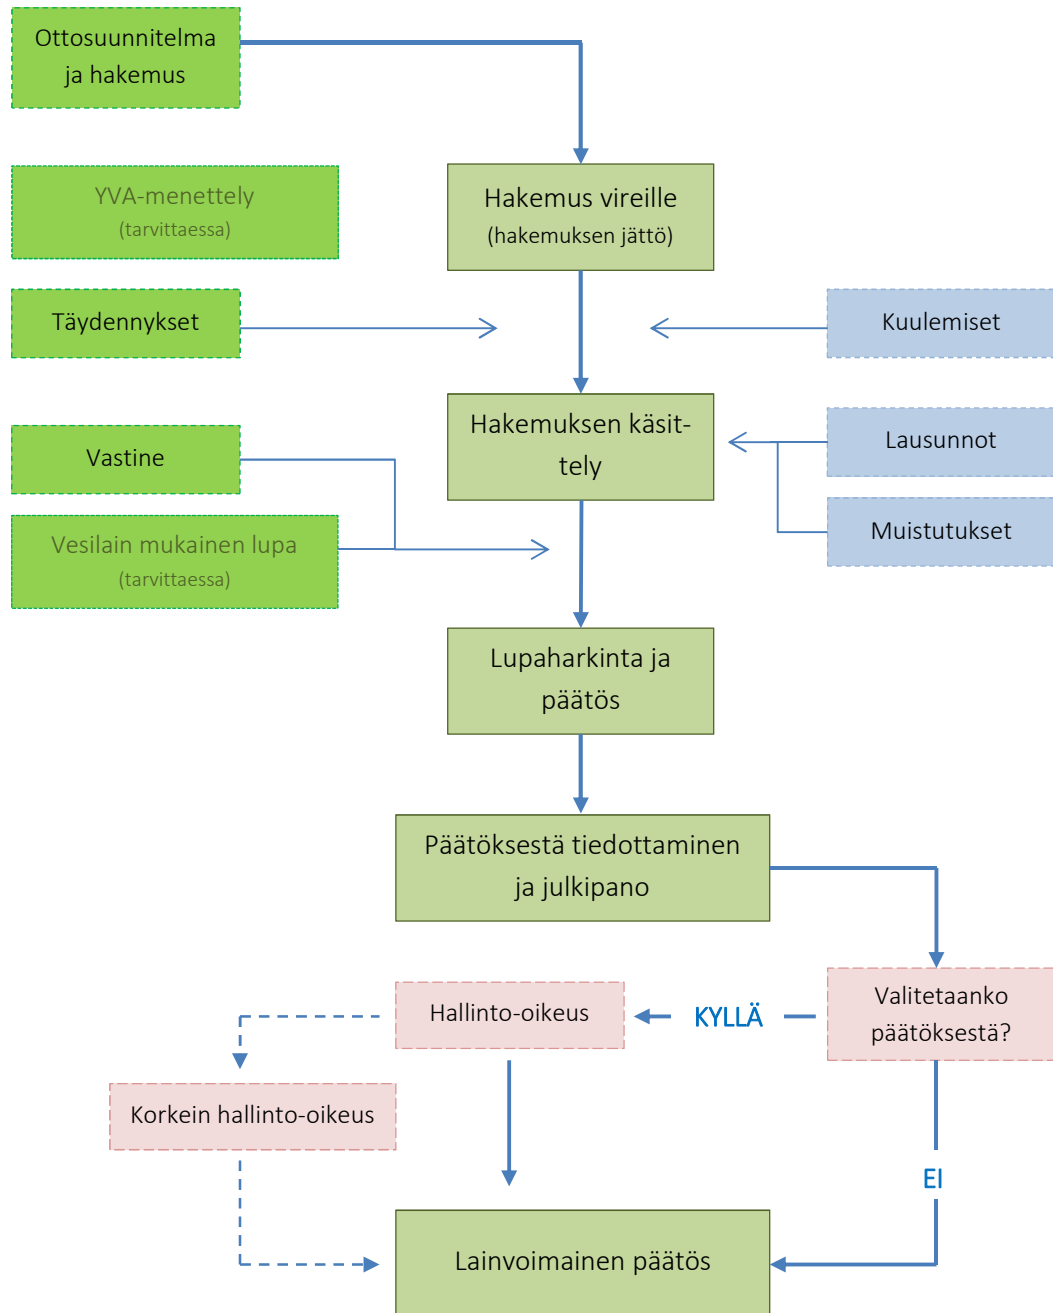 Ottosuunnitelma
ja hakemus
YVA-menettely
(tarvittaessa)
Hakemus vireille
(hakemuksen jättö)
Täydennykset
Kuulemiset
Hakemuksen käsit-
tely
Lausunnot
Vastine
Muistutukset
Vesilain mukainen lupa
(tarvittaessa)
Lupaharkinta ja
päätös
Päätöksestä tiedottaminen
ja julkipano
Valitetaanko
päätöksestä?
KYLLÄ
Hallinto-oikeus
Korkein hallinto-oikeus
EI
Lainvoimainen päätös